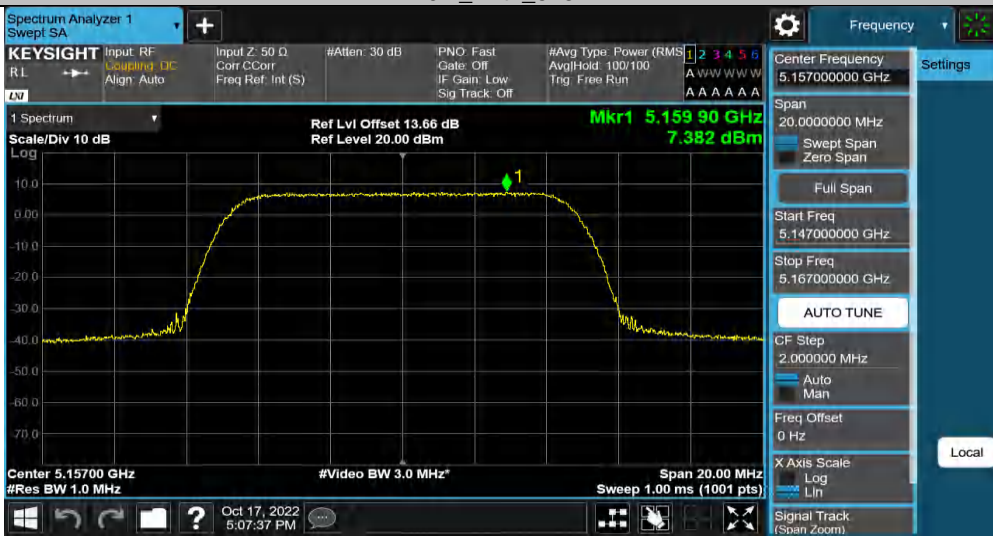 Spectrum Analyzer 1
Swept SA
+
Frequency
KEYSIGHT
RL
LXI
Input: RF
Coupling: DC
Align: Auto
Input Z: 50 Ω
Corr CCorr
Freq Ref: Int (S)
#Atten: 30 dB
PNO: Fast
Gate: Off
IF Gain: Low
Sig Track: Off
#Avg Type: Power (RMS
Avg|Hold: 100/100
Trig: Free Run
1 2 3 4 5 6
A W W W W W
A A A A A A
1 Spectrum
Scale/Div 10 dB
Log
Ref Lvl Offset 13.66 dB
Ref Level 20.00 dBm
Mkr1 5.159 90 GHz
7.382 dBm
1
10.0
0.00
-10.0
-20.0
-30.0
-40.0
-50.0
-60.0
-70.0
Center 5.15700 GHz
#Res BW 1.0 MHz
#Video BW 3.0 MHz*
Span 20.00 MHz
Sweep 1.00 ms (1001 pts)
?
Oct 17, 2022
5:07:37 PM
Center Frequency
5.157000000 GHz
Span
20.0000000 MHz
Swept Span
Zero Span
Full Span
Start Freq
5.147000000 GHz
Stop Freq
5.167000000 GHz
AUTO TUNE
CF Step
2.000000 MHz
Auto
Man
Freq Offset
0 Hz
X Axis Scale
Log
Lin
Signal Track
(Span Zoom)
Settings
Local